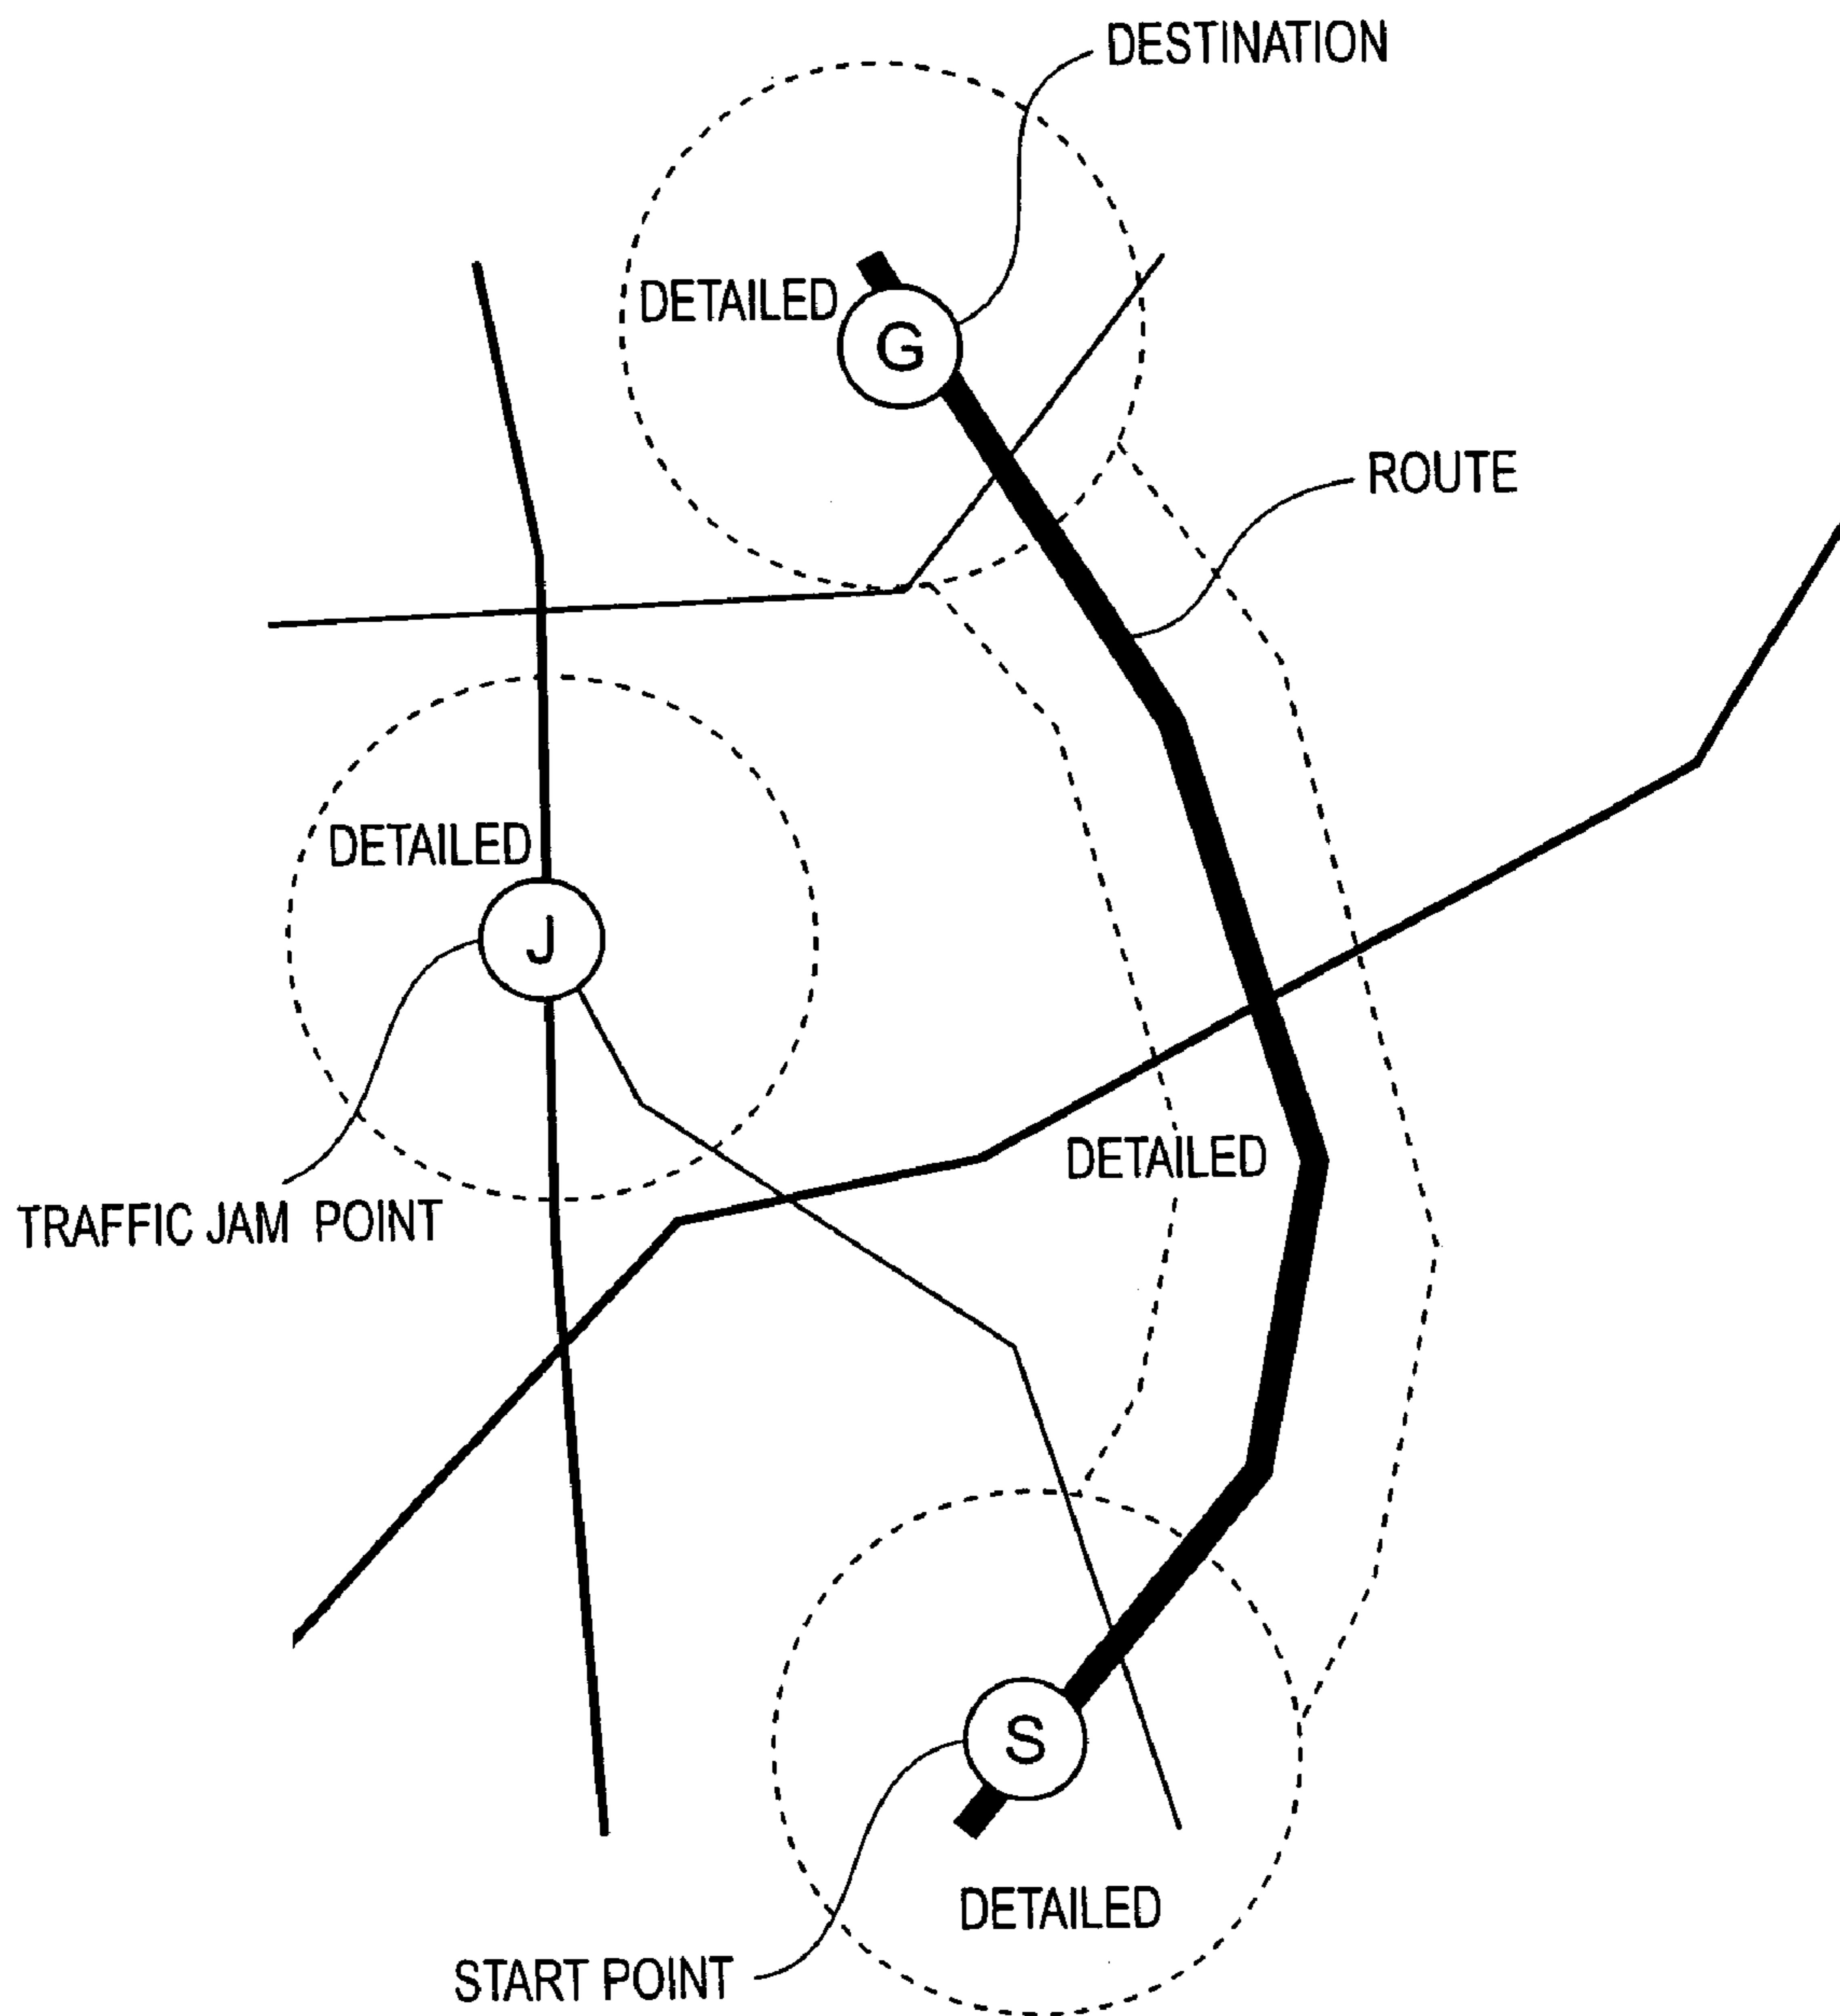 DESTINATION
DETAILED
G
ROUTE
DETAILED
J
DETAILED
TRAFFIC JAM POINT
S
DETAILED
START POINT